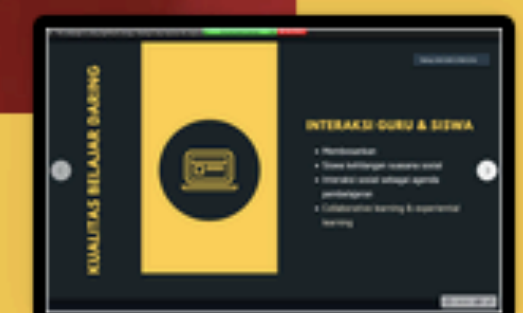 KUALITAS BELAJAR DARING
INTERAKSI GURU & SISWA
Membosankan
Siswa kehilangan suasana sosial
Interaksi sosial sebagai agenda
pembelajaran
Collaborative learning & experiential
learning